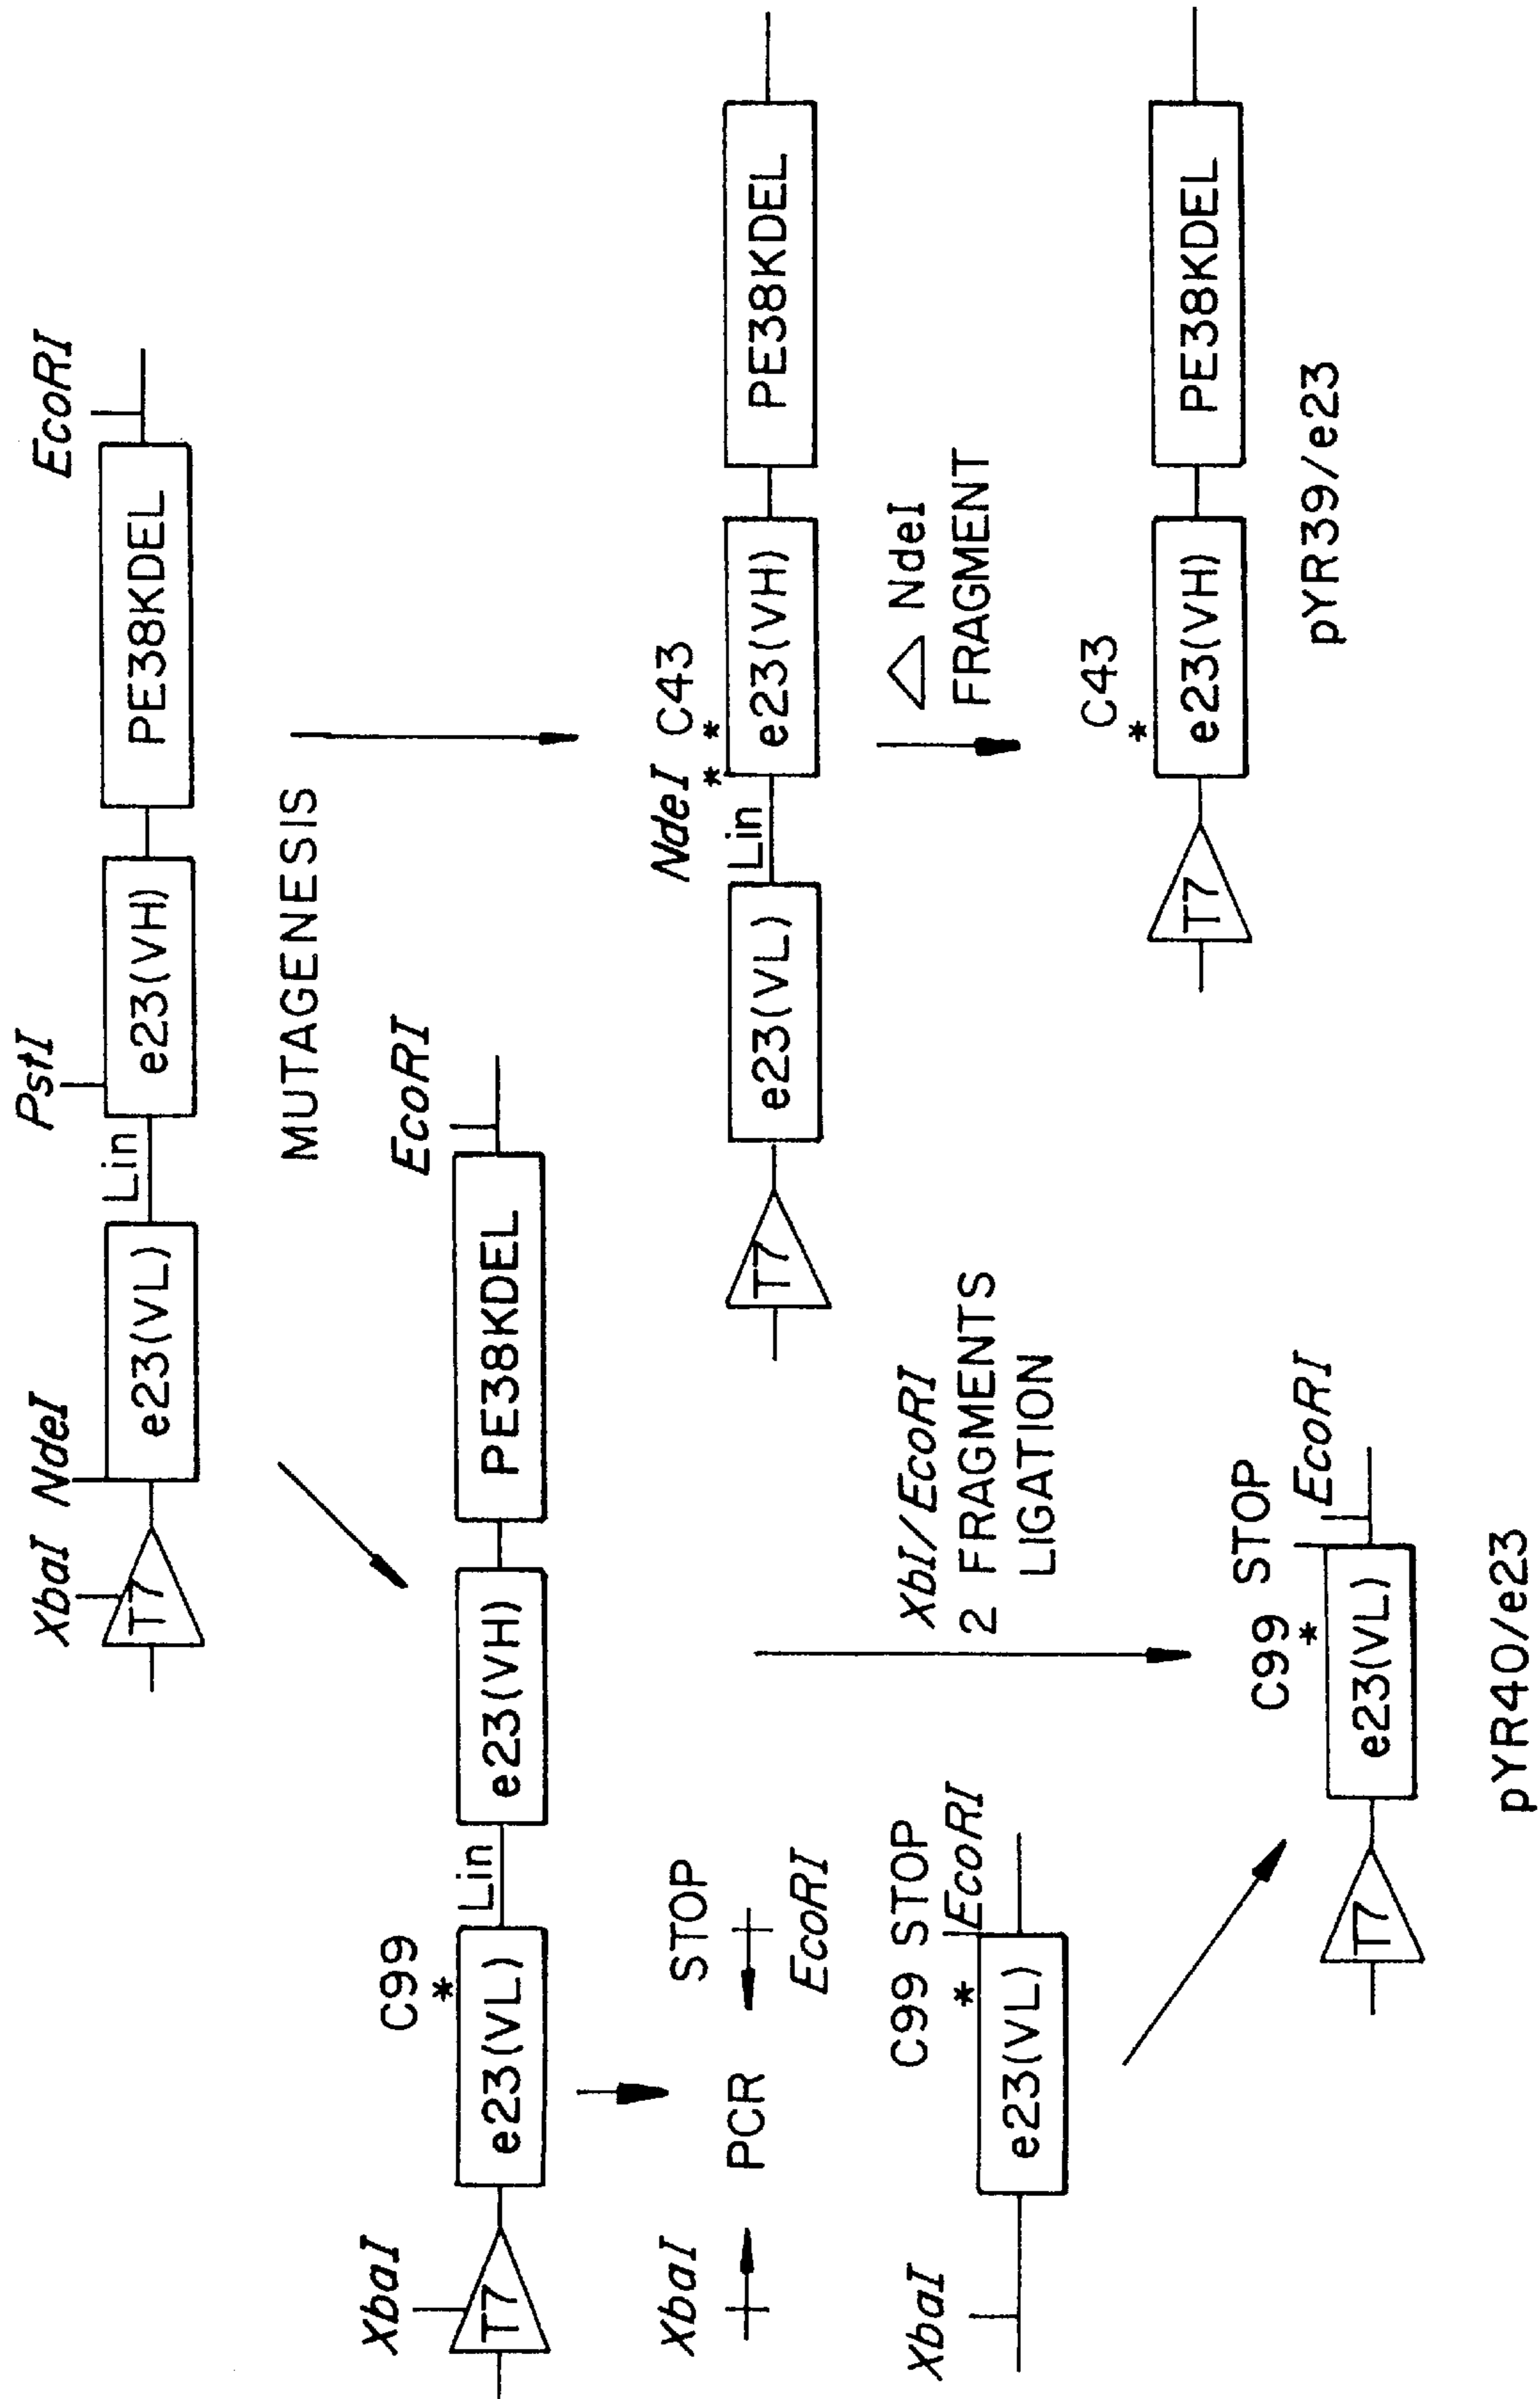 XbaI NdeI PstI EcoRI
T7 e23(VL) Lin e23(VH) PE38KDEL
MUTAGENESIS
XbaI C99 EcoRI
T7 e23(VL) Lin e23(VH) PE38KDEL
XbaI PCR STOP
EcoRI
NdeI C43
* *
T7 e23(VL) Lin e23(VH) PE38KDEL
XbaI C99 STOP
EcoRI
*
e23(VL)
XbI/EcoRI
2 FRAGMENTS
LIGATION
△ NdeI
FRAGMENT
C99 STOP
* EcoRI
T7 e23(VL)
pYR40/e23
C43
*
T7 e23(VH) PE38KDEL
pYR39/e23